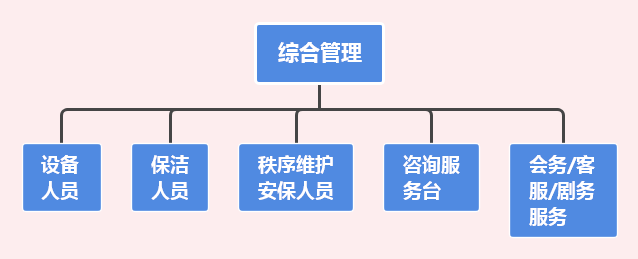 综合管理
设备
人员
保洁
人员
秩序维护
安保人员
咨询服
务台
会务/客
服/剧务
服务